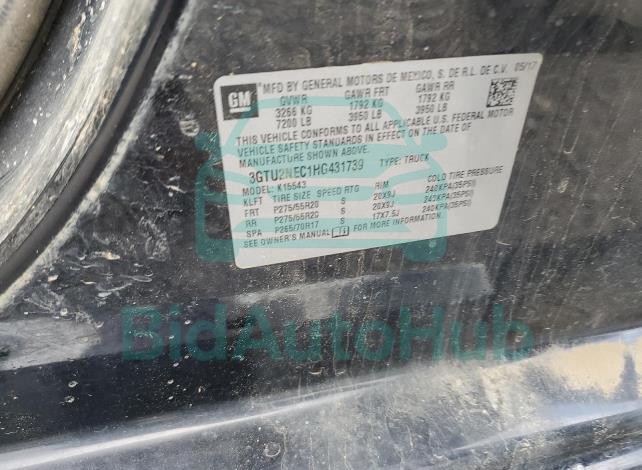 GM
MFD BY GENERAL MOTORS DE MEXICO, S. DE R.L. DE C.V. 05/17
GVWR GAWR FRT GAWR RR
3266 KG 1792 KG 1792 KG
7200 LB 3950 LB 3950 LB
THIS VEHICLE CONFORMS TO ALL APPLICABLE U.S. FEDERAL MOTOR
VEHICLE SAFETY STANDARDS IN EFFECT ON THE DATE OF
MANUFACTURE SHOWN ABOVE.
3GTU2NEC1HG431739 TYPE: TRUCK
MODEL: K15543
KLFT TIRE SIZE SPEED RTG RIM COLD TIRE PRESSURE
FRT P275/55R20 S 20X9J 240KPA(35PSI)
RR P275/55R20 S 20X9J 240KPA(35PSI)
SPA P265/70R17 S 17X7.5J 240KPA(35PSI)
SEE OWNER'S MANUAL FOR MORE INFORMATION.
BidAutoHub